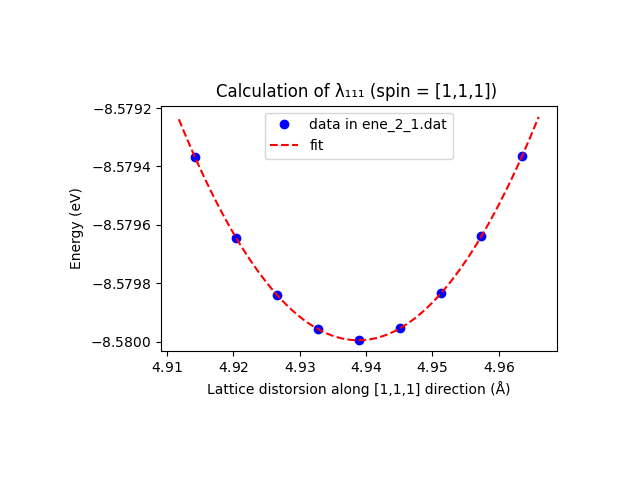 Calculation of λ₁₁₁ (spin = [1,1,1])
data in ene_2_1.dat
fit
Energy (eV)
−8.5792
−8.5794
−8.5796
−8.5798
−8.5800
4.91 4.92 4.93 4.94 4.95 4.96
Lattice distorsion along [1,1,1] direction (Å)